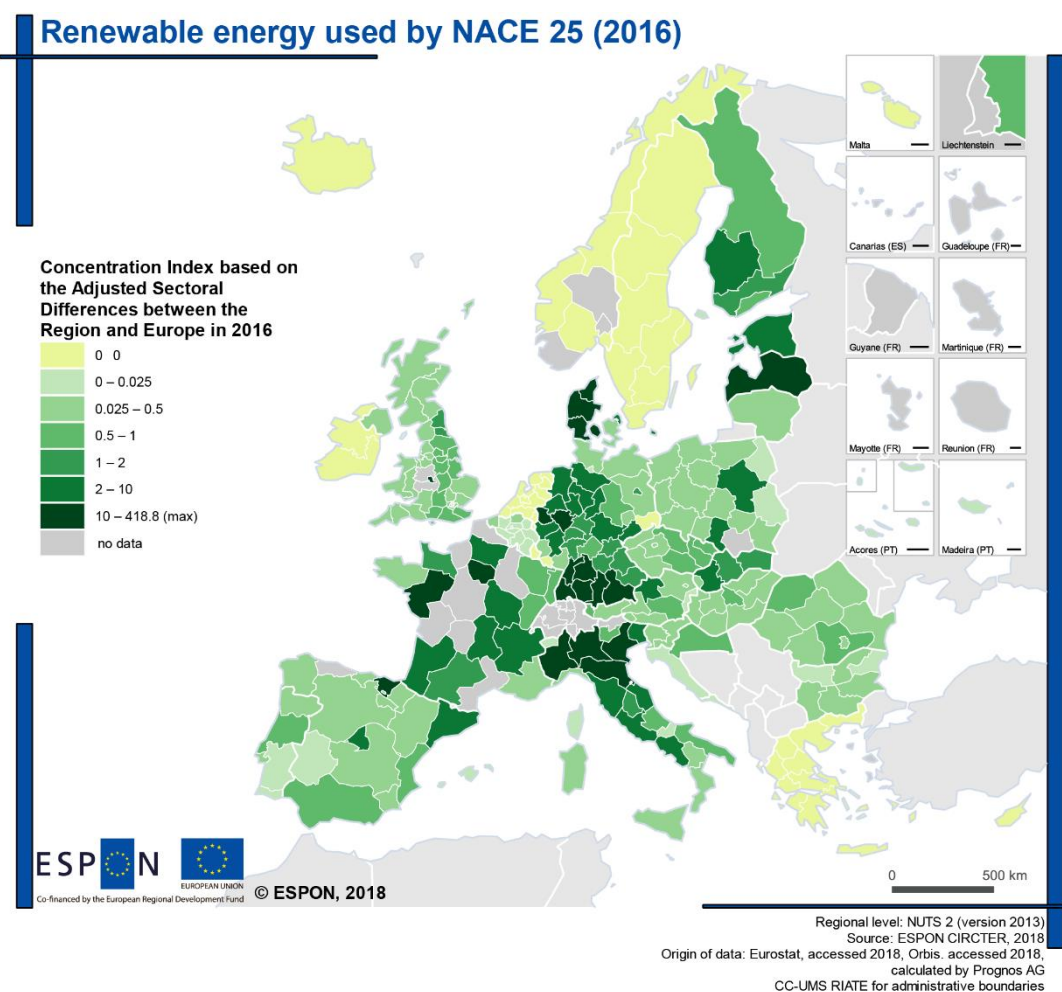 Renewable energy used by NACE 25 (2016)
Malta
Liechtenstein
Canarias (ES)
Guadeloupe (FR)
Guyane (FR)
Martinique (FR)
Mayotte (FR)
Reunion (FR)
Acores (PT)
Madeira (PT)
Concentration Index based on
the Adjusted Sectoral
Differences between the
Region and Europe in 2016
0 0
0 – 0.025
0.025 – 0.5
0.5 – 1
1 – 2
2 – 10
10 – 418.8 (max)
no data
ESPON
EUROPEAN UNION
Co-financed by the European Regional Development Fund
© ESPON, 2018
0 500 km
Regional level: NUTS 2 (version 2013)
Source: ESPON CIRCTER, 2018
Origin of data: Eurostat, accessed 2018, Orbis. accessed 2018,
calculated by Prognos AG
CC-UMS RIATE for administrative boundaries